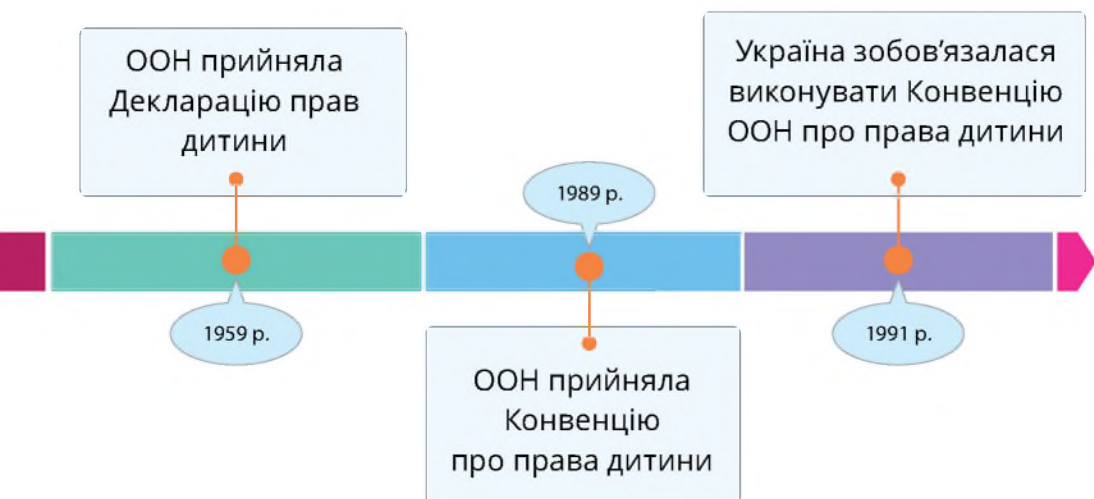 ООН прийняла
Декларацію прав
дитини
1959 р.
1989 р.
ООН прийняла
Конвенцію
про права дитини
Україна зобов’язалася
виконувати Конвенцію
ООН про права дитини
1991 р.